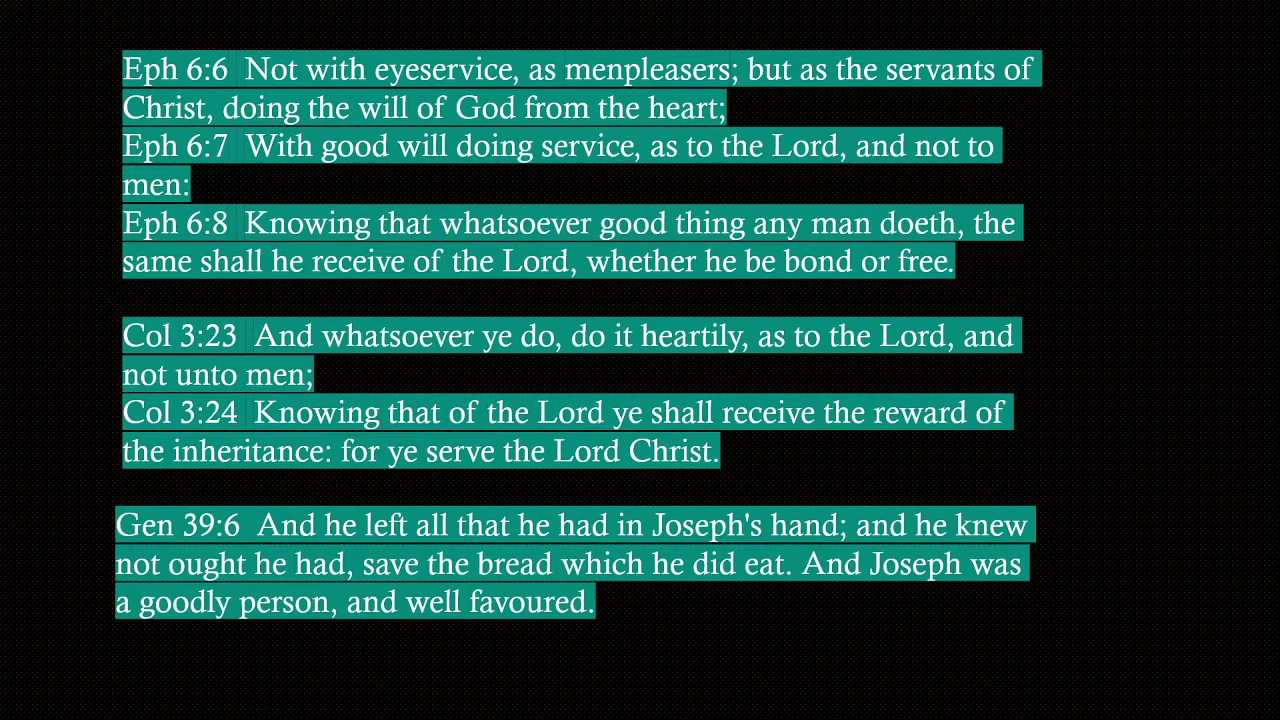 Eph 6:6  Not with eyeservice, as menpleasers; but as the servants of
Christ, doing the will of God from the heart;
Eph 6:7  With good will doing service, as to the Lord, and not to
men:
Eph 6:8  Knowing that whatsoever good thing any man doeth, the
same shall he receive of the Lord, whether he be bond or free.
Col 3:23  And whatsoever ye do, do it heartily, as to the Lord, and
not unto men;
Col 3:24  Knowing that of the Lord ye shall receive the reward of
the inheritance: for ye serve the Lord Christ.
Gen 39:6  And he left all that he had in Joseph's hand; and he knew
not ought he had, save the bread which he did eat. And Joseph was
a goodly person, and well favoured.